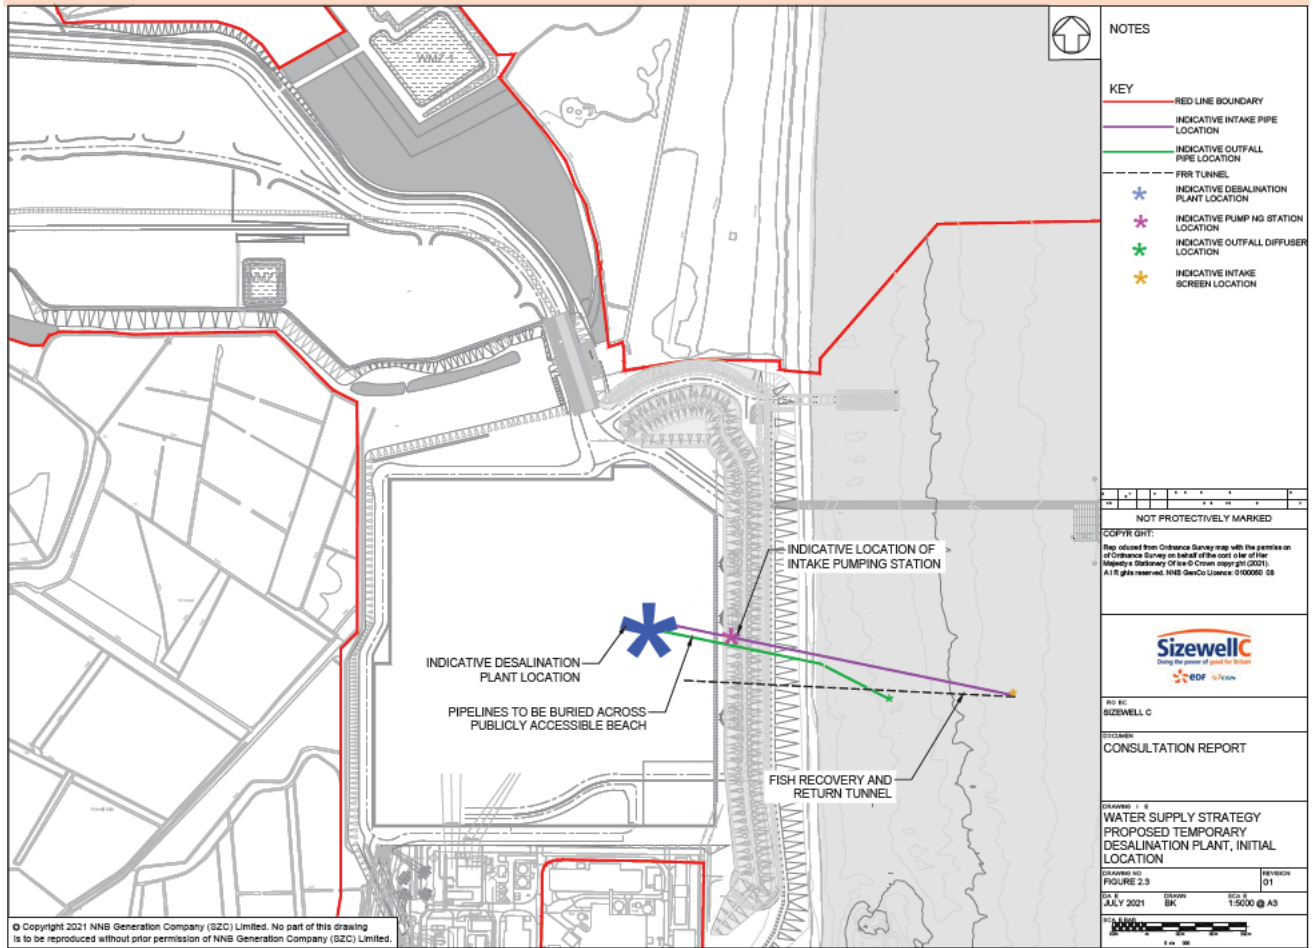 WMZ
INDICATIVE LOCATION OF
INTAKE PUMPING STATION
INDICATIVE DESALINATION
PLANT LOCATION
PIPELINES TO BE BURIED ACROSS
PUBLICLY ACCESSIBLE BEACH
FISH RECOVERY AND
RETURN TUNNEL
© Copyright 2021 NNB Generation Company (SZC) Limited. No part of this drawing
is to be reproduced without prior permission of NNB Generation Company (SZC) Limited.
NOTES
KEY
RED LINE BOUNDARY
INDICATIVE INTAKE PIPE
LOCATION
INDICATIVE OUTFALL
PIPE LOCATION
FRR TUNNEL
INDICATIVE DESALINATION
PLANT LOCATION
INDICATIVE PUMP NG STATION
LOCATION
INDICATIVE OUTFALL DIFFUSER
LOCATION
INDICATIVE INTAKE
SCREEN LOCATION
NOT PROTECTIVELY MARKED
COPYR GHT:
Rep oduced from Ordnance Survey map with the permiss on
of Ordnance Survey on behalf of the cont o ler of Her
Majesty s Stationery Of ice © Crown copyr ght (2021).
A l R ghts reserved. NNB GenCo Licence: 0100060 08
SizewellC
Doing the power of good for Britain
EDF CGN
SIZEWELL C
CONSULTATION REPORT
WATER SUPPLY STRATEGY
PROPOSED TEMPORARY
DESALINATION PLANT, INITIAL
LOCATION
DRAWING NO
FIGURE 2.3
REVISION
01
JULY 2021
DRAWN
BK
1:5000 @ A3